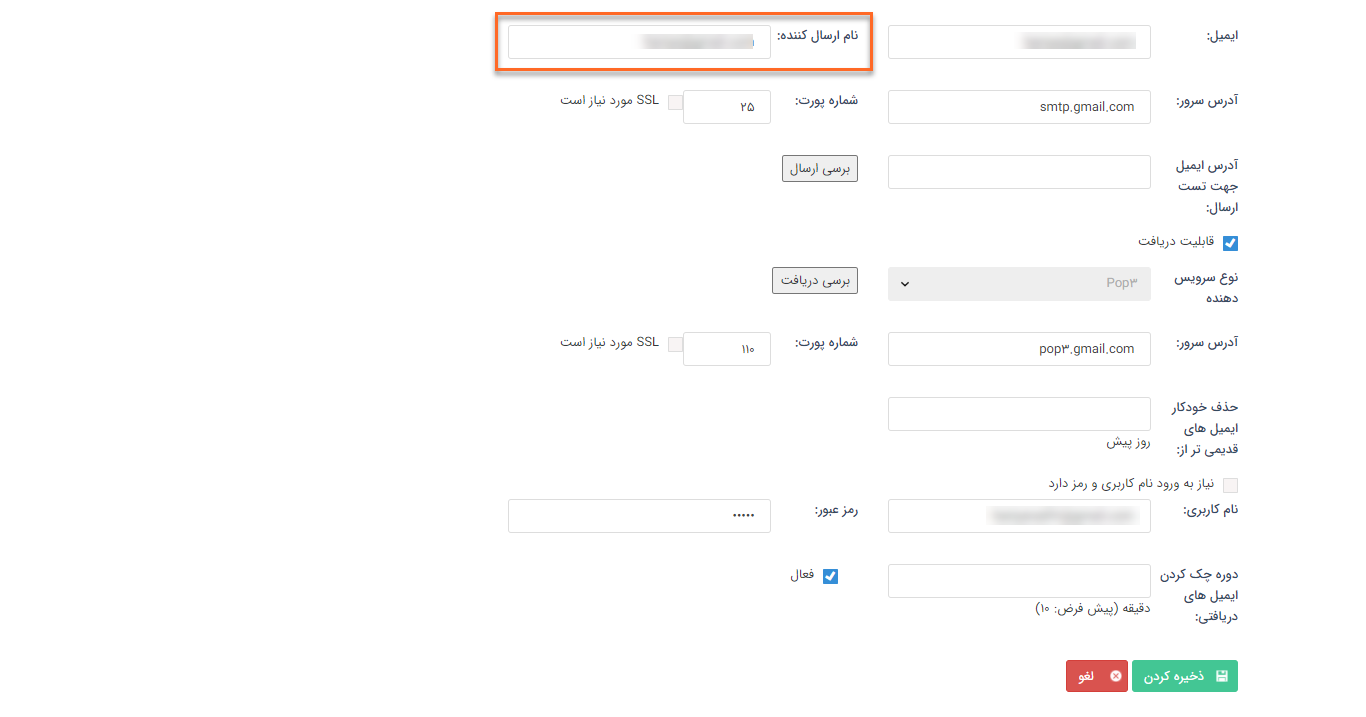 ایمیل:
نام ارسال کننده:
آدرس سرور:
smtp.gmail.com
شماره پورت:
۲۵
SSL مورد نیاز است
آدرس ایمیل
جهت تست
ارسال:
برسی ارسال
قابلیت دریافت
نوع سرویس
دهنده
Pop۳
برسی دریافت
آدرس سرور:
pop۳.gmail.com
شماره پورت:
۱۱۰
SSL مورد نیاز است
حذف خودکار
ایمیل های
قدیمی تر از:
روز پیش
نیاز به ورود نام کاربری و رمز دارد
نام کاربری:
رمز عبور:
•••••
دوره چک کردن
ایمیل های
دریافتی:
دقیقه (پیش فرض: ۱۰)
فعال
ذخیره کردن
لغو